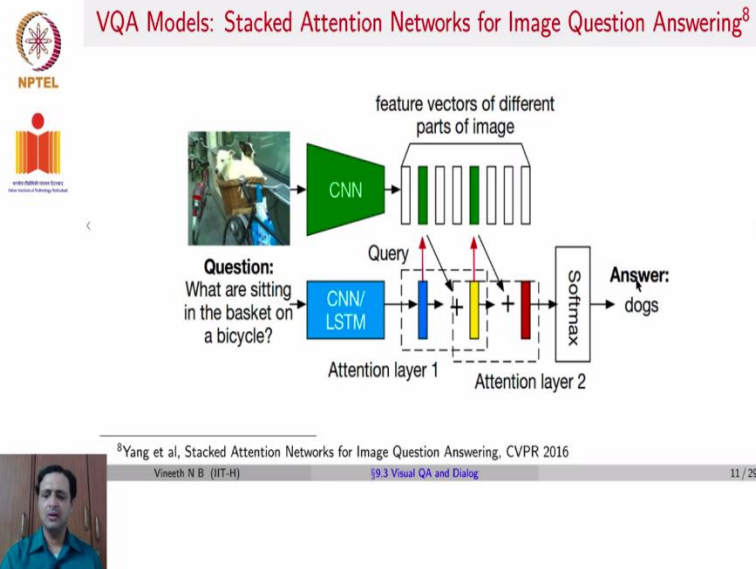 VQA Models: Stacked Attention Networks for Image Question Answering8
NPTEL
feature vectors of different
parts of image
CNN
Query
Question:
What are sitting
in the basket on
a bicycle?
CNN/
LSTM
+
+
Softmax
Answer:
dogs
Attention layer 1
Attention layer 2
8Yang et al, Stacked Attention Networks for Image Question Answering, CVPR 2016
Vineeth N B (IIT-H)
§9.3 Visual QA and Dialog
11 / 29